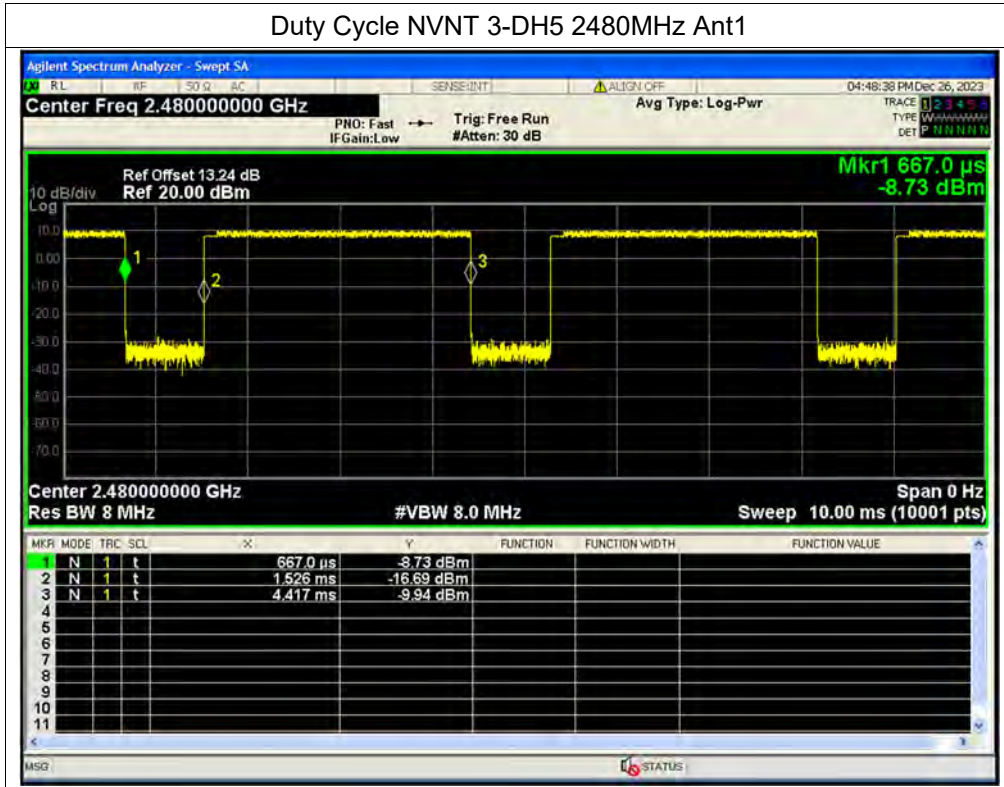 Duty Cycle NVNT 3-DH5 2480MHz Ant1
Agilent Spectrum Analyzer - Swept SA
RL RF 50 Ω AC SENSE:INT ALIGN OFF 04:48:38 PM Dec 26, 2023
Center Freq 2.480000000 GHz Avg Type: Log-Pwr TRACE 1 2 3 4 5 6
PNO: Fast Trig: Free Run TYPE W
IFGain:Low #Atten: 30 dB DET P N N N N N
Mkr1 667.0 µs
Ref Offset 13.24 dB
10 dB/div Ref 20.00 dBm -8.73 dBm
Log
10.0
0.00
1
3
-10.0
2
-20.0
-30.0
-40.0
-50.0
-60.0
-70.0
Center 2.480000000 GHz Span 0 Hz
Res BW 8 MHz #VBW 8.0 MHz Sweep 10.00 ms (10001 pts)
MKR MODE TRC SCL X Y FUNCTION FUNCTION WIDTH FUNCTION VALUE
1 N 1 t 667.0 µs -8.73 dBm
2 N 1 t 1.526 ms -16.69 dBm
3 N 1 t 4.417 ms -9.94 dBm
4
5
6
7
8
9
10
11
MSG STATUS